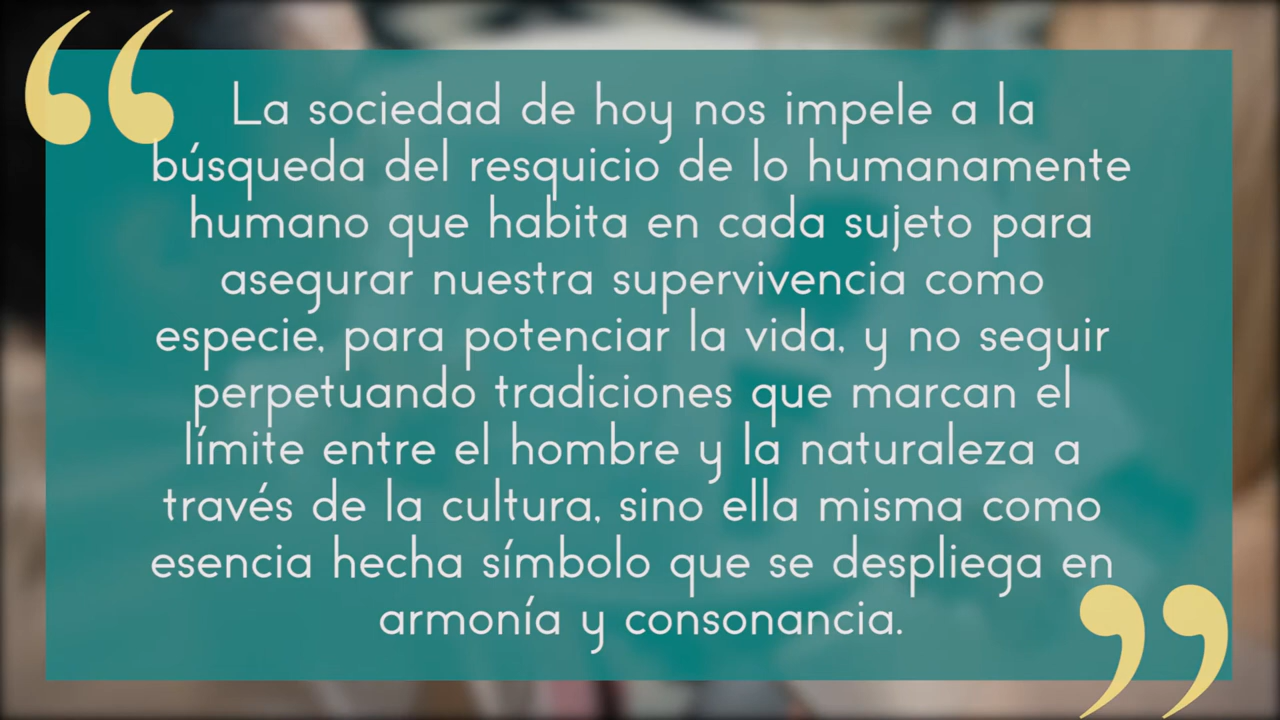 La sociedad de hoy nos impele a la
búsqueda del resquicio de lo humanamente
humano que habita en cada sujeto para
asegurar nuestra supervivencia como
especie, para potenciar la vida, y no seguir
perpetuando tradiciones que marcan el
límite entre el hombre y la naturaleza a
través de la cultura, sino ella misma como
esencia hecha símbolo que se despliega en
armonía y consonancia.